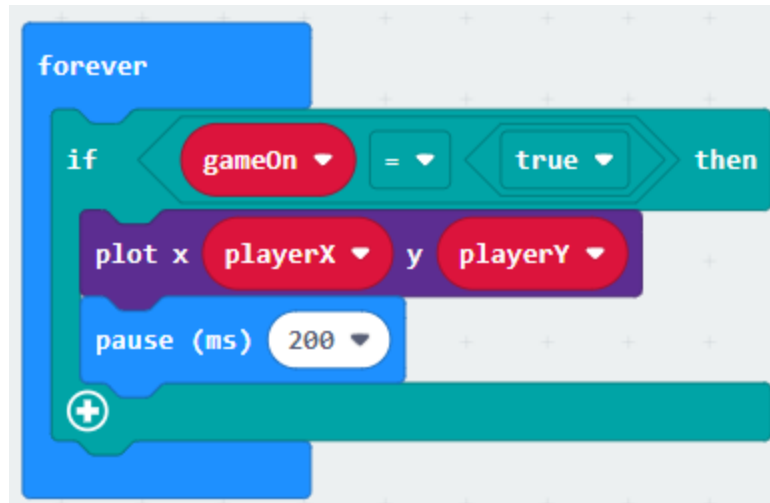 forever
if gameOn = true then
plot x playerX y playerY
pause (ms) 200